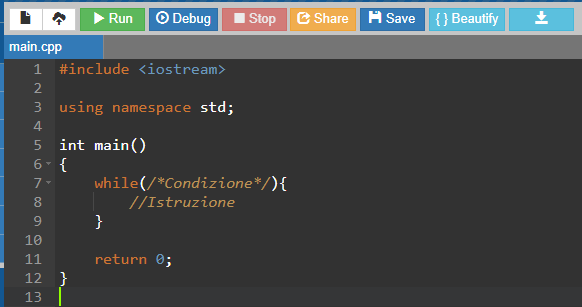 Run Debug Stop Share Save { } Beautify
main.cpp
1 #include <iostream>
2
3 using namespace std;
4
5 int main()
6 {
7 while(/*Condizione*/){
8 //Istruzione
9 }
10
11 return 0;
12 }
13